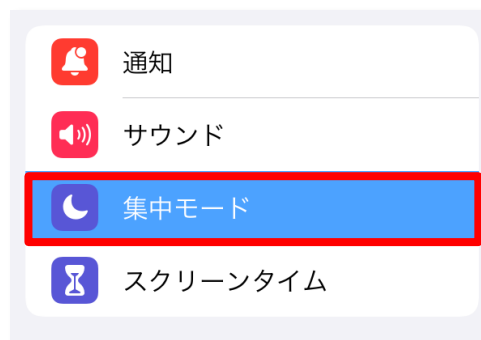 通知
サウンド
集中モード
スクリーンタイム